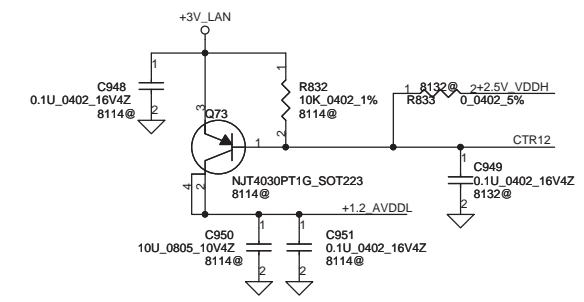 +3V_LAN
1
C948
0.1U_0402_16V4Z
8114@
2
1
R832
10K_0402_1%
8114@
2
1 8132@ 2 +2.5V_VDDH
R833 0_0402_5%
3
Q73
1
CTR12
NJT4030PT1G_SOT223
8114@
4 2
1
C949
0.1U_0402_16V4Z
8132@
2
+1.2_AVDDL
1
C950
10U_0805_10V4Z
8114@
2
1
C951
0.1U_0402_16V4Z
8114@
2